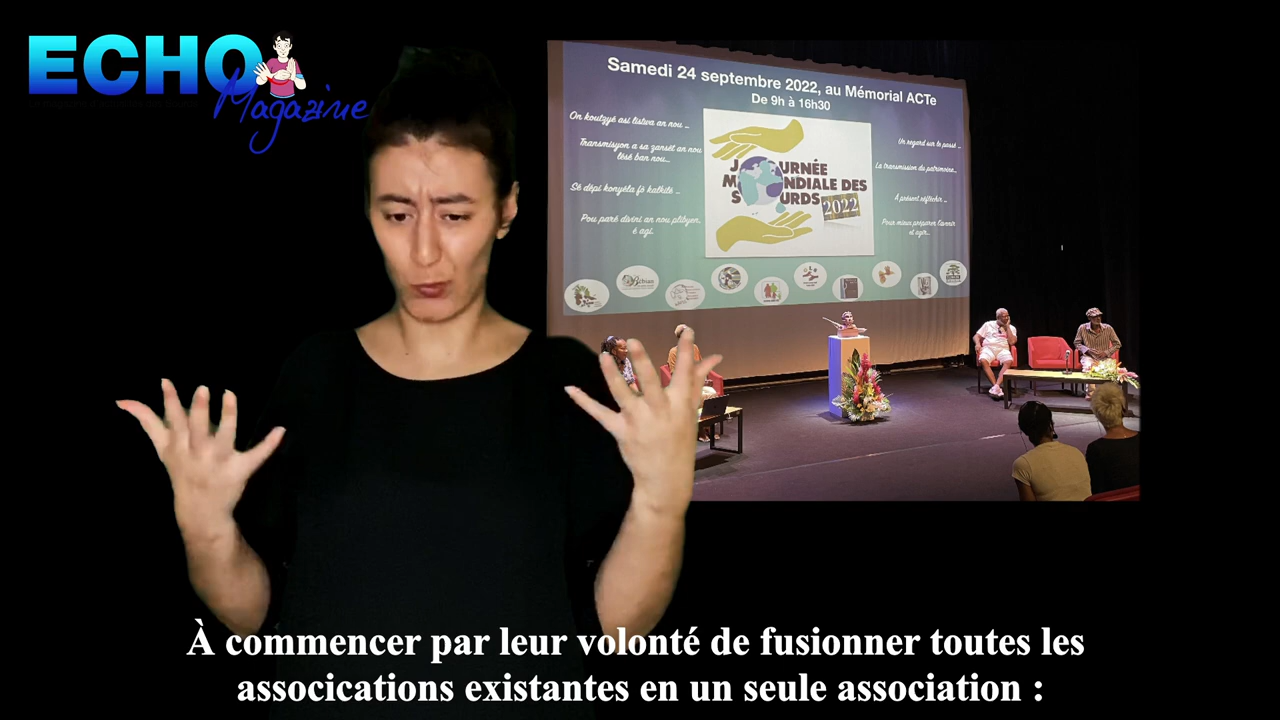 ECHO
Magazine
Samedi 24 septembre 2022, au Mémorial ACTe
De 9h à 16h30
On koutzyé asi listwa an nou ...
Transmisyon a sa zansèt an nou
lésé ban nou...
Sé dépi konyéla fò kalkilé ...
Pou paré divini an nou pliyen
é agi.
JOURNÉE
MONDIALE DES
SOURDS
2022
Un regard sur le passé ...
La transmission du patrimoine...
À présent réfléchir ...
Pour mieux préparer l'avenir
et agir...
À commencer par leur volonté de fusionner toutes les
assocications existantes en un seule association :